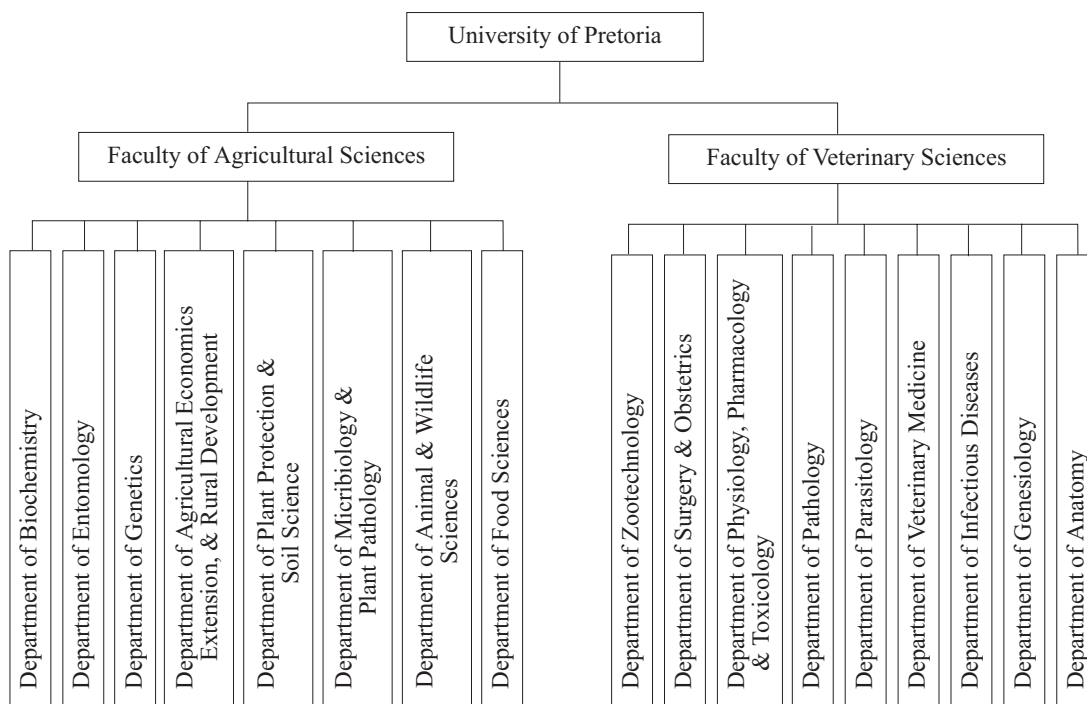 University of Pretoria
Faculty of Agricultural Sciences
Faculty of Veterinary Sciences
Department of Biochemistry
Department of Entomology
Department of Genetics
Department of Agricultural Economics
Extension, & Rural Development
Department of Plant Protection &
Soil Science
Department of Micribiology &
Plant Pathology
Department of Animal & Wildlife
Sciences
Department of Food Sciences
Department of Zootechnology
Department of Surgery & Obstetrics
Department of Physiology, Pharmacology
& Toxicology
Department of Pathology
Department of Parasitology
Department of Veterinary Medicine
Department of Infectious Diseases
Department of Genesiology
Department of Anatomy